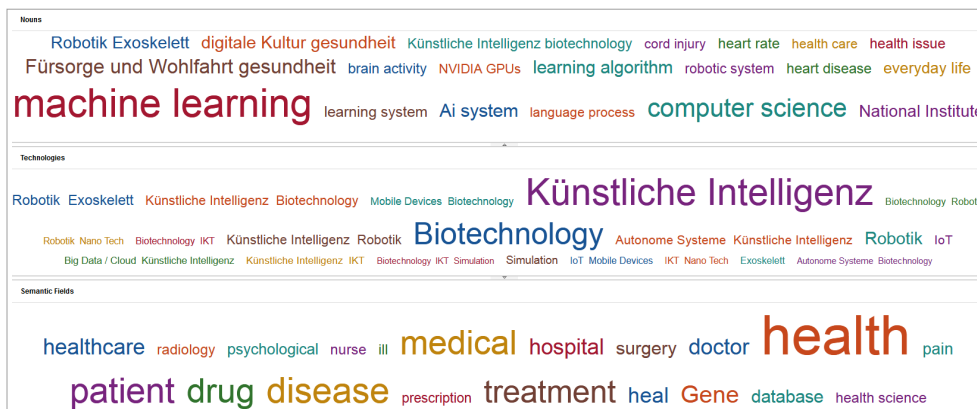 Nouns
Robotik Exoskelett digitale Kultur gesundheit Künstliche Intelligenz biotechnology cord injury heart rate health care health issue
Fürsorge und Wohlfahrt gesundheit brain activity NVIDIA GPUs learning algorithm robotic system heart disease everyday life
machine learning learning system Ai system language process computer science National Institute
Technologies
Robotik Exoskelett Künstliche Intelligenz Biotechnology Mobile Devices Biotechnology Künstliche Intelligenz Biotechnology Robot
Robotik Nano Tech Biotechnology IKT Künstliche Intelligenz Robotik Biotechnology Autonome Systeme Künstliche Intelligenz Robotik IoT
Big Data / Cloud Künstliche Intelligenz Künstliche Intelligenz IKT Biotechnology IKT Simulation Simulation IoT Mobile Devices IKT Nano Tech Exoskelett Autonome Systeme Biotechnology
Semantic Fields
healthcare radiology psychological nurse ill medical hospital surgery doctor health pain
patient drug disease prescription treatment heal Gene database health science